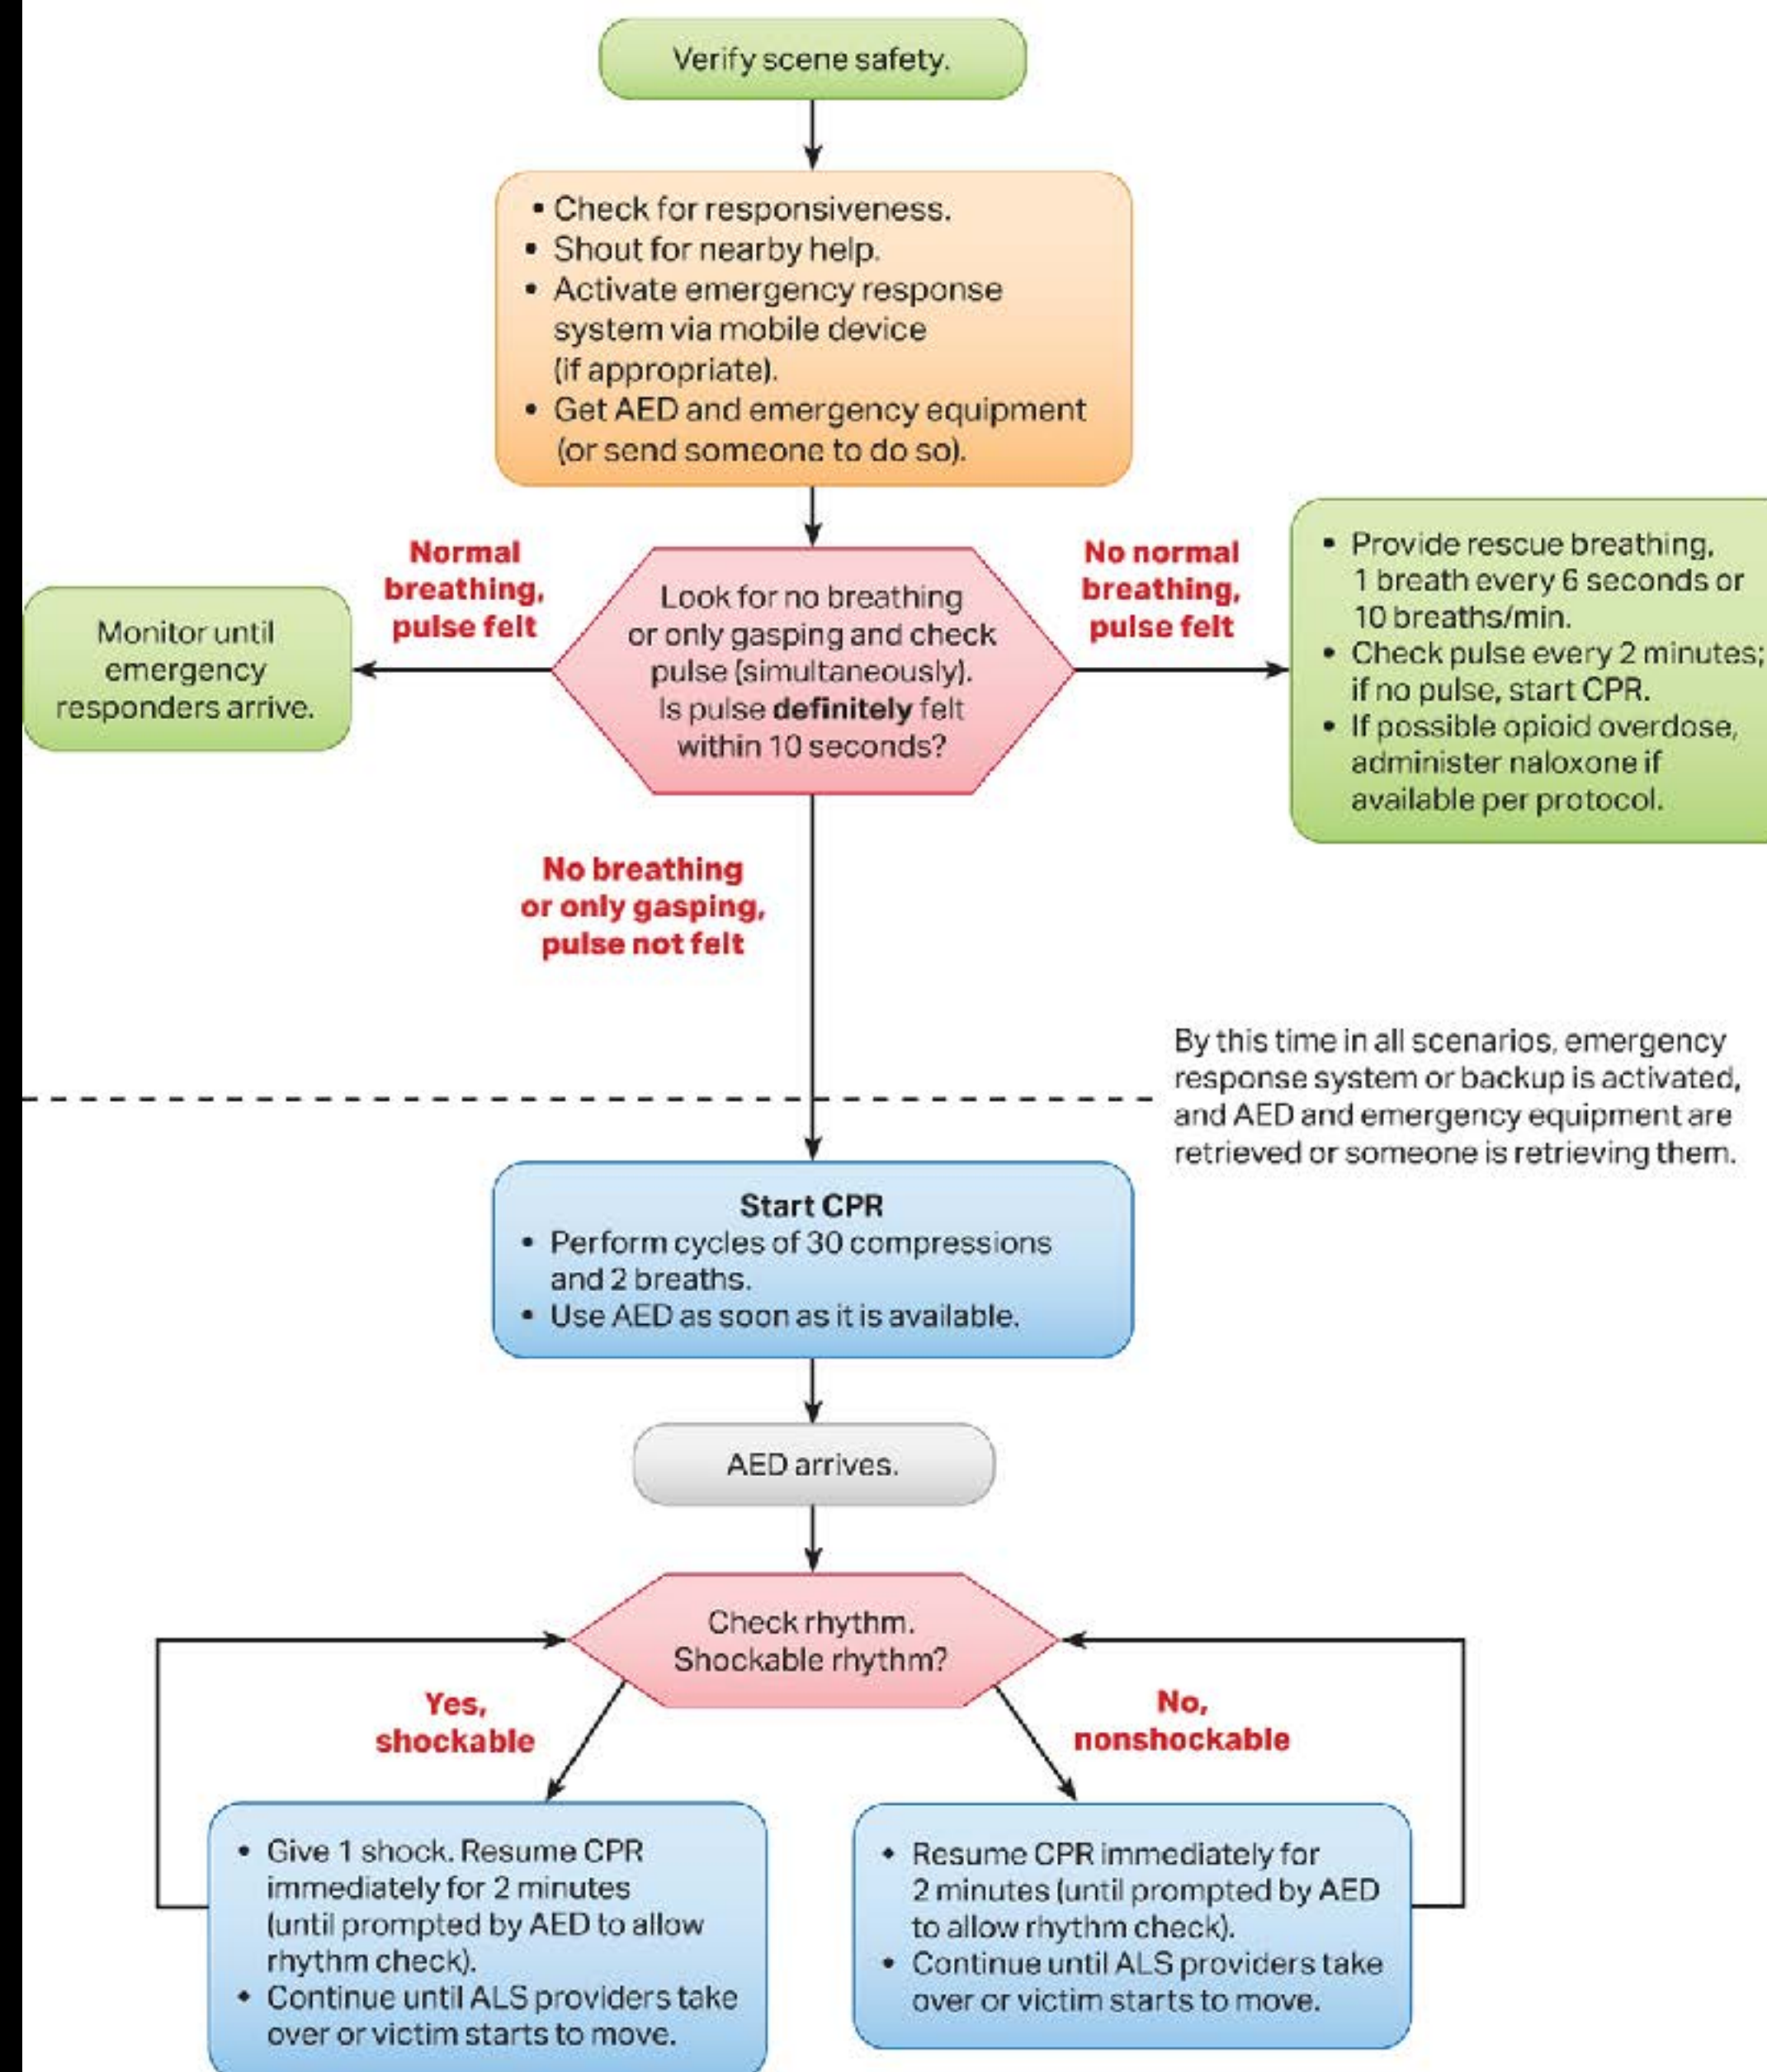 Verify scene safety.
• Check for responsiveness.
• Shout for nearby help.
• Activate emergency response
system via mobile device
(if appropriate).
• Get AED and emergency equipment
(or send someone to do so).
Normal
breathing,
pulse felt
Monitor until
emergency
responders arrive.
Look for no breathing
or only gasping and check
pulse (simultaneously).
Is pulse definitely felt
within 10 seconds?
No normal
breathing,
pulse felt
• Provide rescue breathing,
1 breath every 6 seconds or
10 breaths/min.
• Check pulse every 2 minutes;
if no pulse, start CPR.
• If possible opioid overdose,
administer naloxone if
available per protocol.
No breathing
or only gasping,
pulse not felt
By this time in all scenarios, emergency
response system or backup is activated,
and AED and emergency equipment are
retrieved or someone is retrieving them.
Start CPR
• Perform cycles of 30 compressions
and 2 breaths.
• Use AED as soon as it is available.
AED arrives.
Check rhythm.
Shockable rhythm?
Yes,
shockable
No,
nonshockable
• Give 1 shock. Resume CPR
immediately for 2 minutes
(until prompted by AED to allow
rhythm check).
• Continue until ALS providers take
over or victim starts to move.
• Resume CPR immediately for
2 minutes (until prompted by AED
to allow rhythm check).
• Continue until ALS providers take
over or victim starts to move.